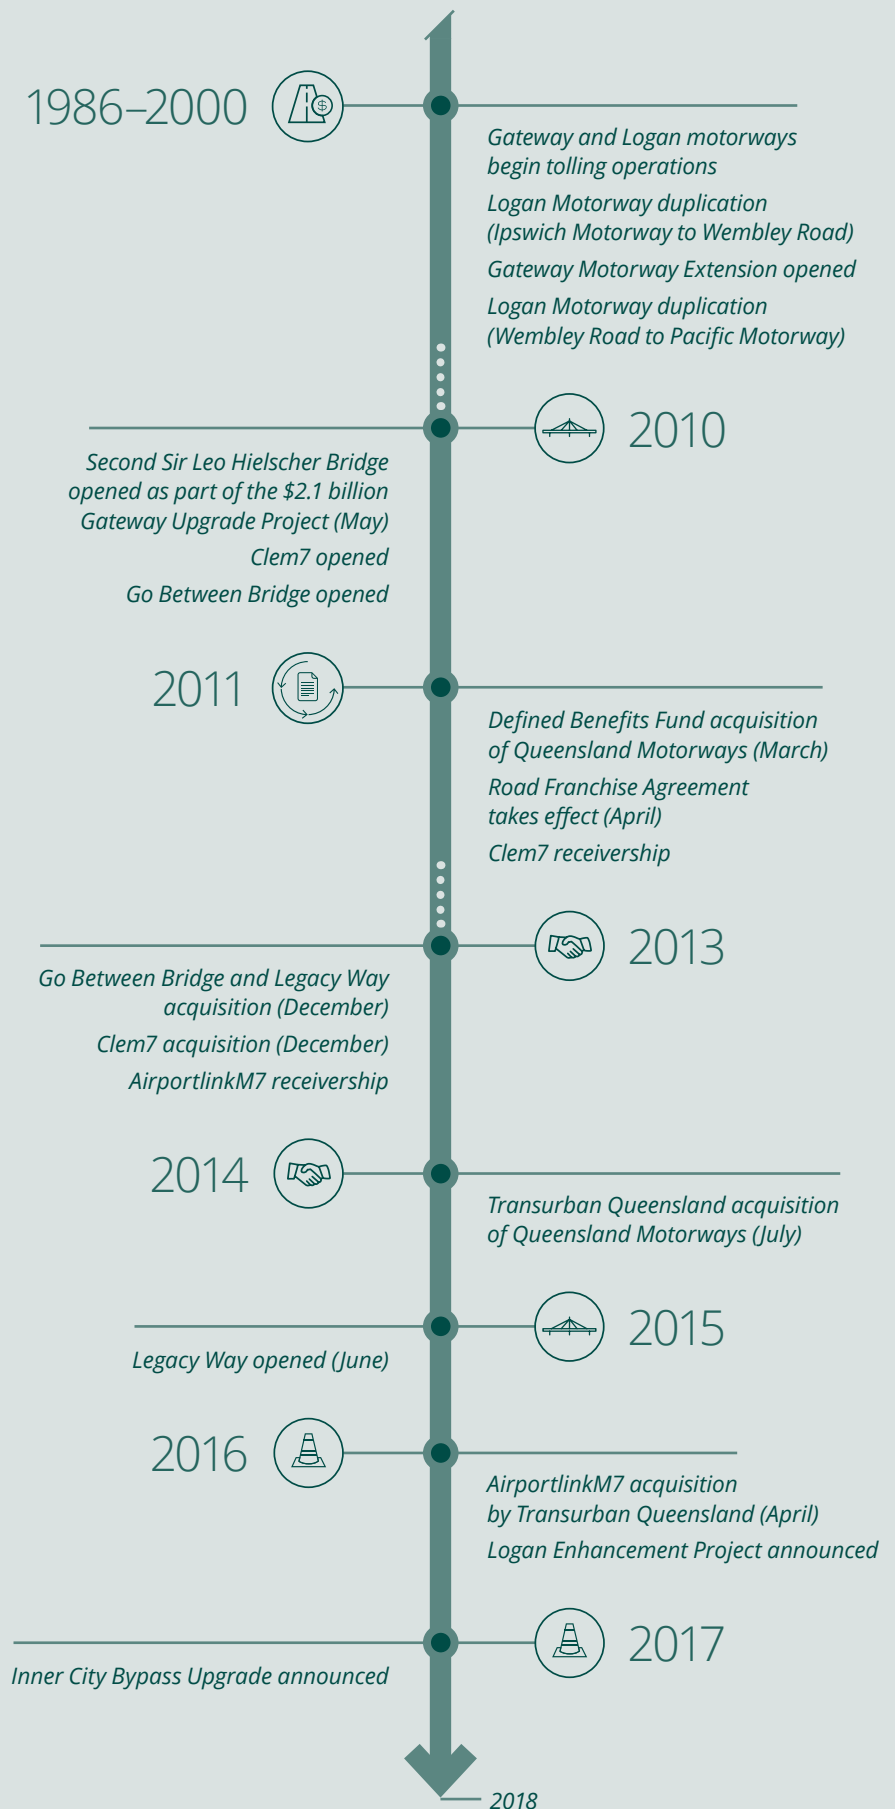 1986–2000
$
Gateway and Logan motorways
begin tolling operations
Logan Motorway duplication
(Ipswich Motorway to Wembley Road)
Gateway Motorway Extension opened
Logan Motorway duplication
(Wembley Road to Pacific Motorway)
2010
Second Sir Leo Hielscher Bridge
opened as part of the $2.1 billion
Gateway Upgrade Project (May)
Clem7 opened
Go Between Bridge opened
2011
Defined Benefits Fund acquisition
of Queensland Motorways (March)
Road Franchise Agreement
takes effect (April)
Clem7 receivership
2013
Go Between Bridge and Legacy Way
acquisition (December)
Clem7 acquisition (December)
AirportlinkM7 receivership
2014
Transurban Queensland acquisition
of Queensland Motorways (July)
2015
Legacy Way opened (June)
2016
AirportlinkM7 acquisition
by Transurban Queensland (April)
Logan Enhancement Project announced
2017
Inner City Bypass Upgrade announced
2018